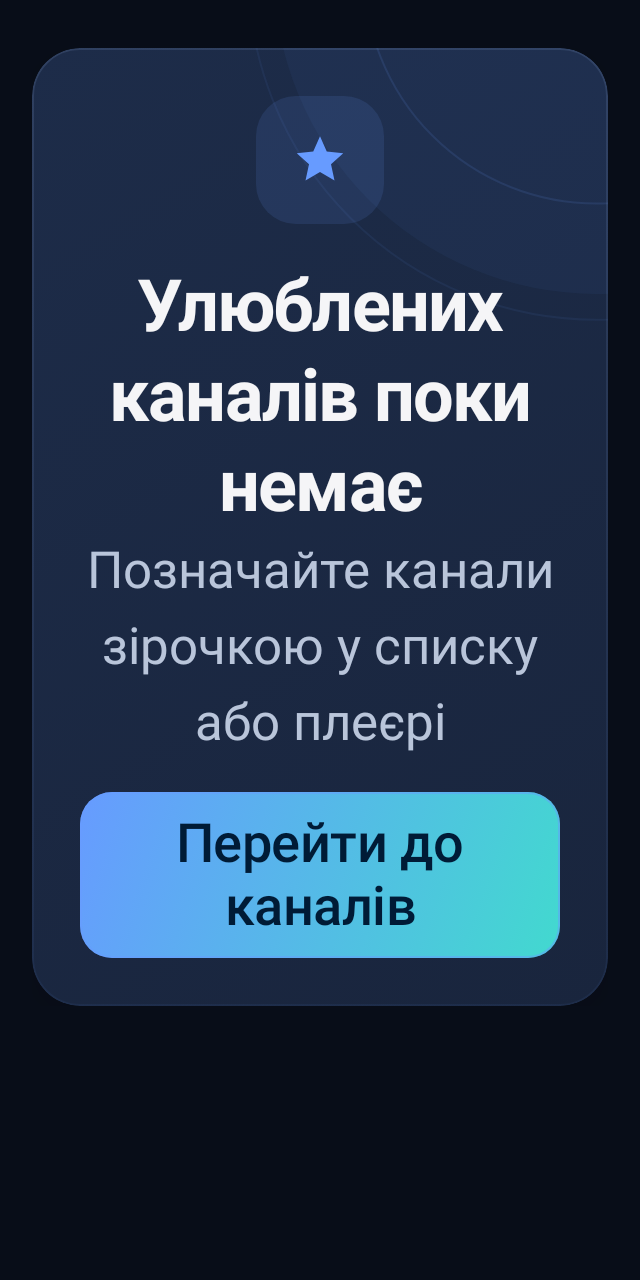 Улюблених
каналів поки
немає
Позначайте канали
зірочкою у списку
або плеєрі
Перейти до
каналів